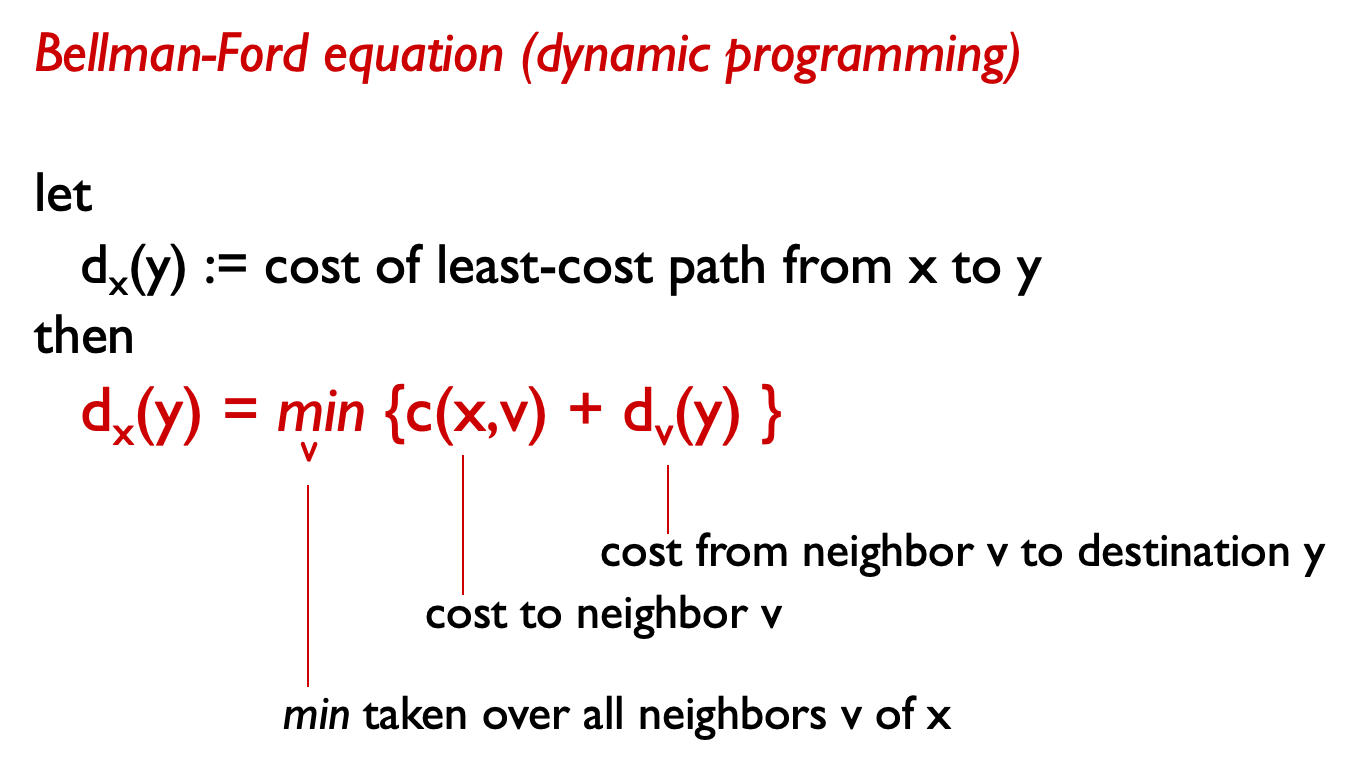 Bellman-Ford equation (dynamic programming)
let
dx(y) := cost of least-cost path from x to y
then
dx(y) = min {c(x,v) + dv(y) }
v
cost from neighbor v to destination y
cost to neighbor v
min taken over all neighbors v of x